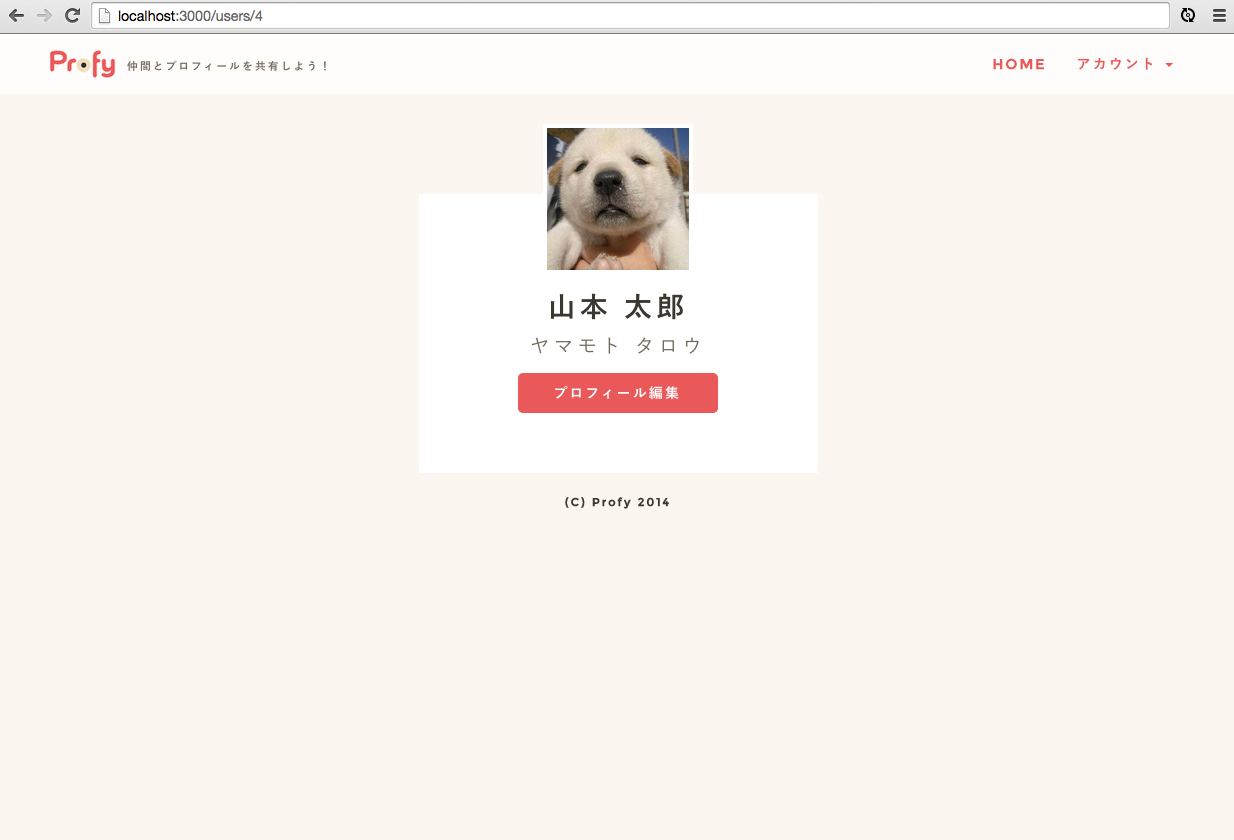 localhost:3000/users/4
Profy 仲間とプロフィールを共有しよう！
HOME アカウント
山本 太郎
ヤマモト タロウ
プロフィール編集
(C) Profy 2014